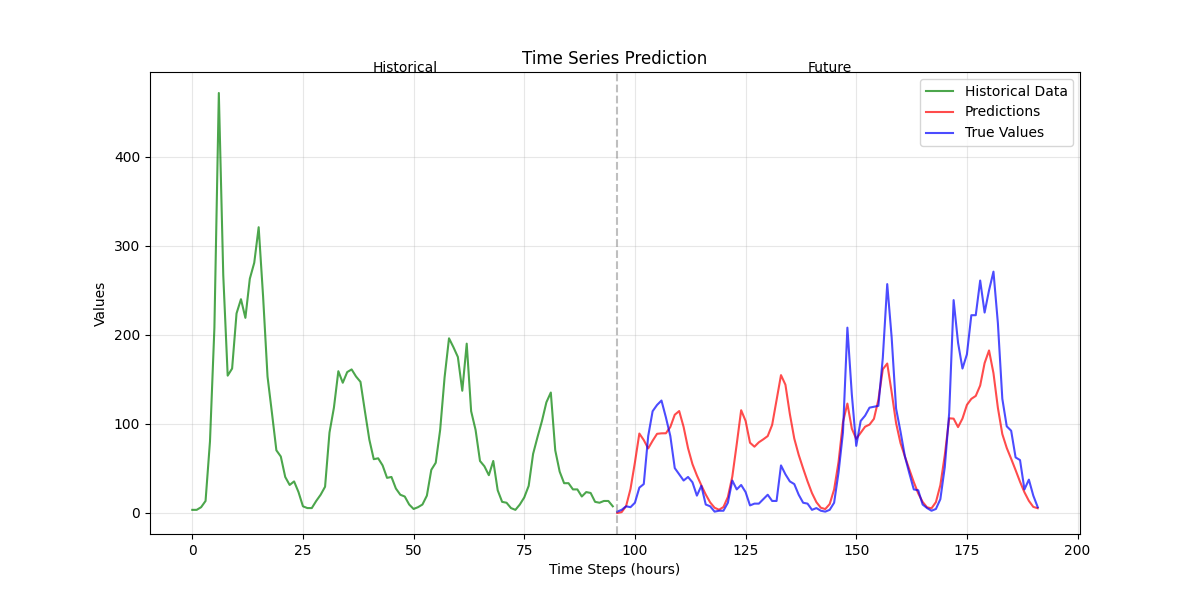 Time Series Prediction
Historical
Future
Historical Data
Predictions
True Values
400
300
200
100
0
Values
0
25
50
75
100
125
150
175
200
Time Steps (hours)